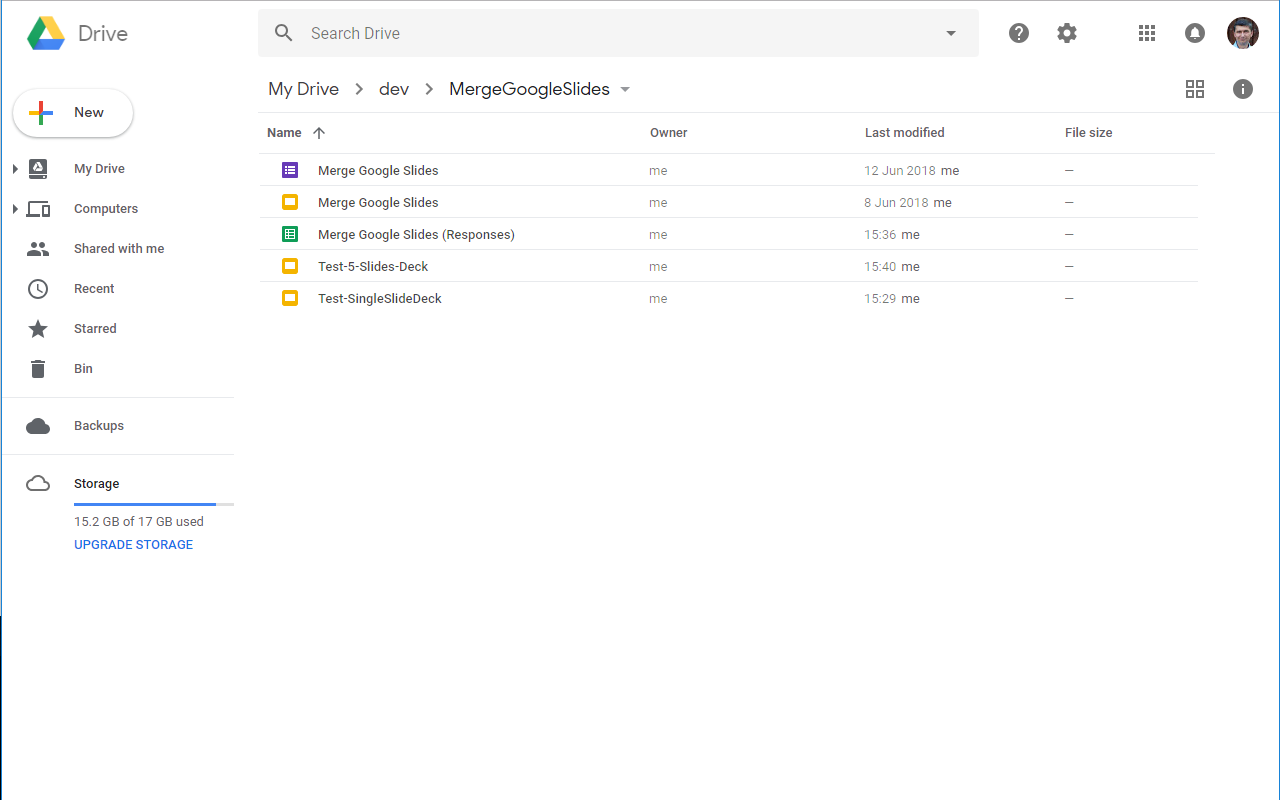 Drive
Search Drive
My Drive dev MergeGoogleSlides
New
Name Owner Last modified File size
Merge Google Slides me 12 Jun 2018 me –
Merge Google Slides me 8 Jun 2018 me –
Merge Google Slides (Responses) me 15:36 me –
Test-5-Slides-Deck me 15:40 me –
Test-SingleSlideDeck me 15:29 me –
My Drive
Computers
Shared with me
Recent
Starred
Bin
Backups
Storage
15.2 GB of 17 GB used
UPGRADE STORAGE